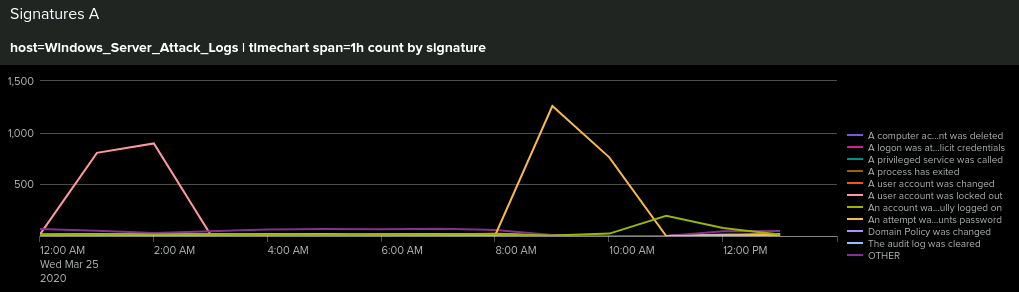 Signatures A
host=Windows_Server_Attack_Logs | timechart span=1h count by signature
1,500
1,000
500
12:00 AM
Wed Mar 25
2020
2:00 AM
4:00 AM
6:00 AM
8:00 AM
10:00 AM
12:00 PM
A computer ac...nt was deleted
A logon was at...licit credentials
A privileged service was called
A process has exited
A user account was changed
A user account was locked out
An account wa...ully logged on
An attempt wa...unts password
Domain Policy was changed
The audit log was cleared
OTHER